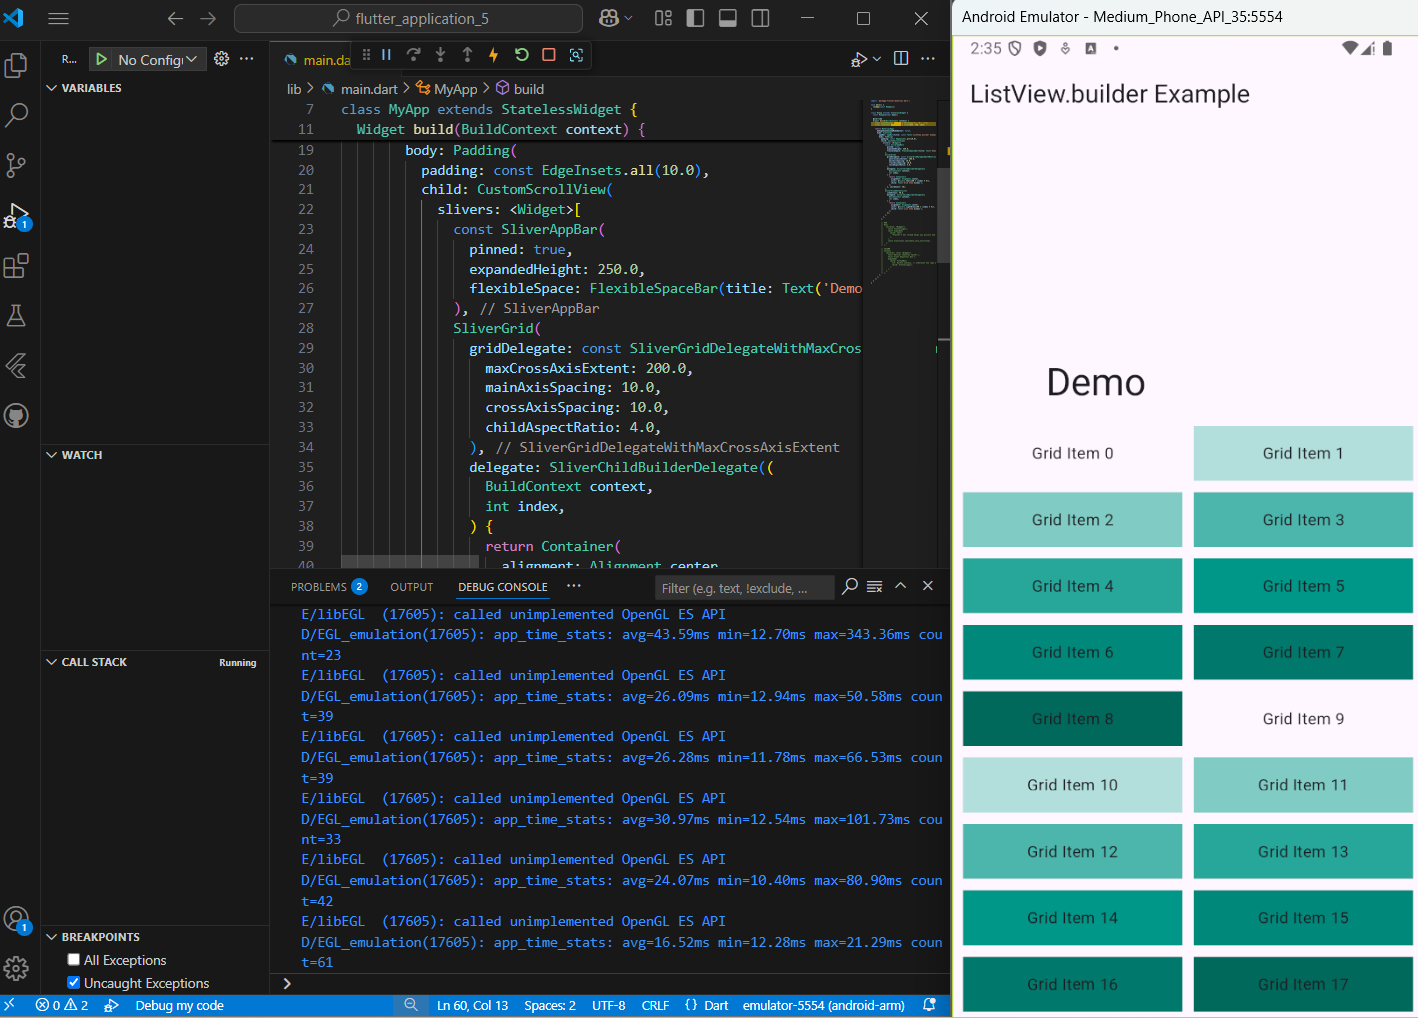 flutter_application_5
R...
No Config
VARIABLES
WATCH
CALL STACK
Running
BREAKPOINTS
All Exceptions
Uncaught Exceptions
1
1
main.da
lib > main.dart > MyApp > build
7 class MyApp extends StatelessWidget {
11 Widget build(BuildContext context) {
19 body: Padding(
20 padding: const EdgeInsets.all(10.0),
21 child: CustomScrollView(
22 slivers: <Widget>[
23 const SliverAppBar(
24 pinned: true,
25 expandedHeight: 250.0,
26 flexibleSpace: FlexibleSpaceBar(title: Text('Demo
27 ), // SliverAppBar
28 SliverGrid(
29 gridDelegate: const SliverGridDelegateWithMaxCros
30 maxCrossAxisExtent: 200.0,
31 mainAxisSpacing: 10.0,
32 crossAxisSpacing: 10.0,
33 childAspectRatio: 4.0,
34 ), // SliverGridDelegateWithMaxCrossAxisExtent
35 delegate: SliverChildBuilderDelegate((
36 BuildContext context,
37 int index,
38 ) {
39 return Container(
40 alignment: Alignment.center
PROBLEMS 2 OUTPUT DEBUG CONSOLE ···
Filter (e.g. text, !exclude, ...
E/libEGL (17605): called unimplemented OpenGL ES API
D/EGL_emulation(17605): app_time_stats: avg=43.59ms min=12.70ms max=343.36ms cou
nt=23
E/libEGL (17605): called unimplemented OpenGL ES API
D/EGL_emulation(17605): app_time_stats: avg=26.09ms min=12.94ms max=50.58ms coun
t=39
E/libEGL (17605): called unimplemented OpenGL ES API
D/EGL_emulation(17605): app_time_stats: avg=26.28ms min=11.78ms max=66.53ms coun
t=39
E/libEGL (17605): called unimplemented OpenGL ES API
D/EGL_emulation(17605): app_time_stats: avg=30.97ms min=12.54ms max=101.73ms cou
nt=33
E/libEGL (17605): called unimplemented OpenGL ES API
D/EGL_emulation(17605): app_time_stats: avg=24.07ms min=10.40ms max=80.90ms coun
t=42
E/libEGL (17605): called unimplemented OpenGL ES API
D/EGL_emulation(17605): app_time_stats: avg=16.52ms min=12.28ms max=21.29ms coun
t=61
0 2 Debug my code
Ln 60, Col 13 Spaces: 2 UTF-8 CRLF {} Dart emulator-5554 (android-arm)
Android Emulator - Medium_Phone_API_35:5554
2:35
ListView.builder Example
Demo
Grid Item 0
Grid Item 1
Grid Item 2
Grid Item 3
Grid Item 4
Grid Item 5
Grid Item 6
Grid Item 7
Grid Item 8
Grid Item 9
Grid Item 10
Grid Item 11
Grid Item 12
Grid Item 13
Grid Item 14
Grid Item 15
Grid Item 16
Grid Item 17